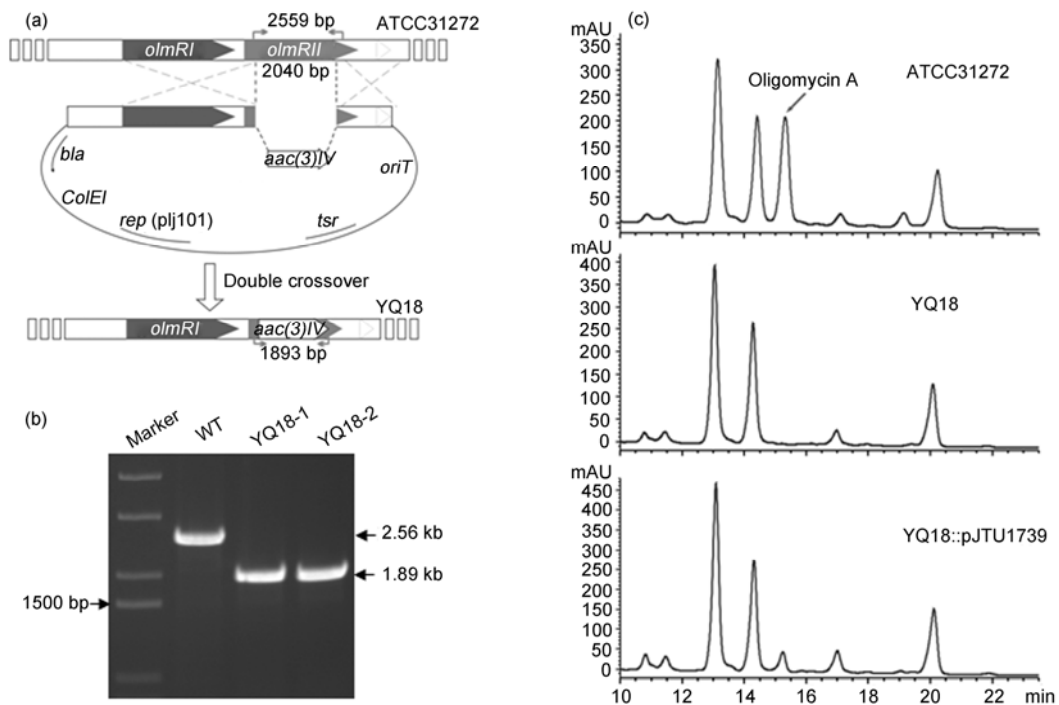 (a)
2559 bp
ATCC31272
olmRI
olmRII
2040 bp
aac(3)IV
bla
oriT
ColEI
rep (plj101)
tsr
Double crossover
YQ18
olmRI
aac(3)IV
1893 bp
(b)
Marker
WT
YQ18-1
YQ18-2
2.56 kb
1.89 kb
1500 bp
(c)
mAU
350
300
250
200
150
100
50
0
ATCC31272
Oligomycin A
mAU
400
350
300
250
200
150
100
50
0
YQ18
mAU
450
400
350
300
250
200
150
100
50
0
YQ18::pJTU1739
10 12 14 16 18 20 22 min